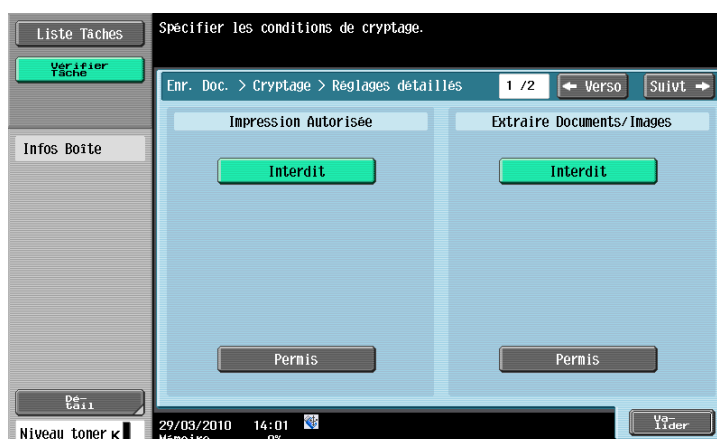 Liste Tâches
Spécifier les conditions de cryptage.
Vérifier
Tâche
Enr. Doc. > Cryptage > Réglages détaillés
1 /2
← Verso
Suivt →
Impression Autorisée
Extraire Documents/Images
Infos Boîte
Interdit
Interdit
Permis
Permis
Dé-
tail
29/03/2010 14:01
Va-
lider
Niveau toner K
Mémoire 0%